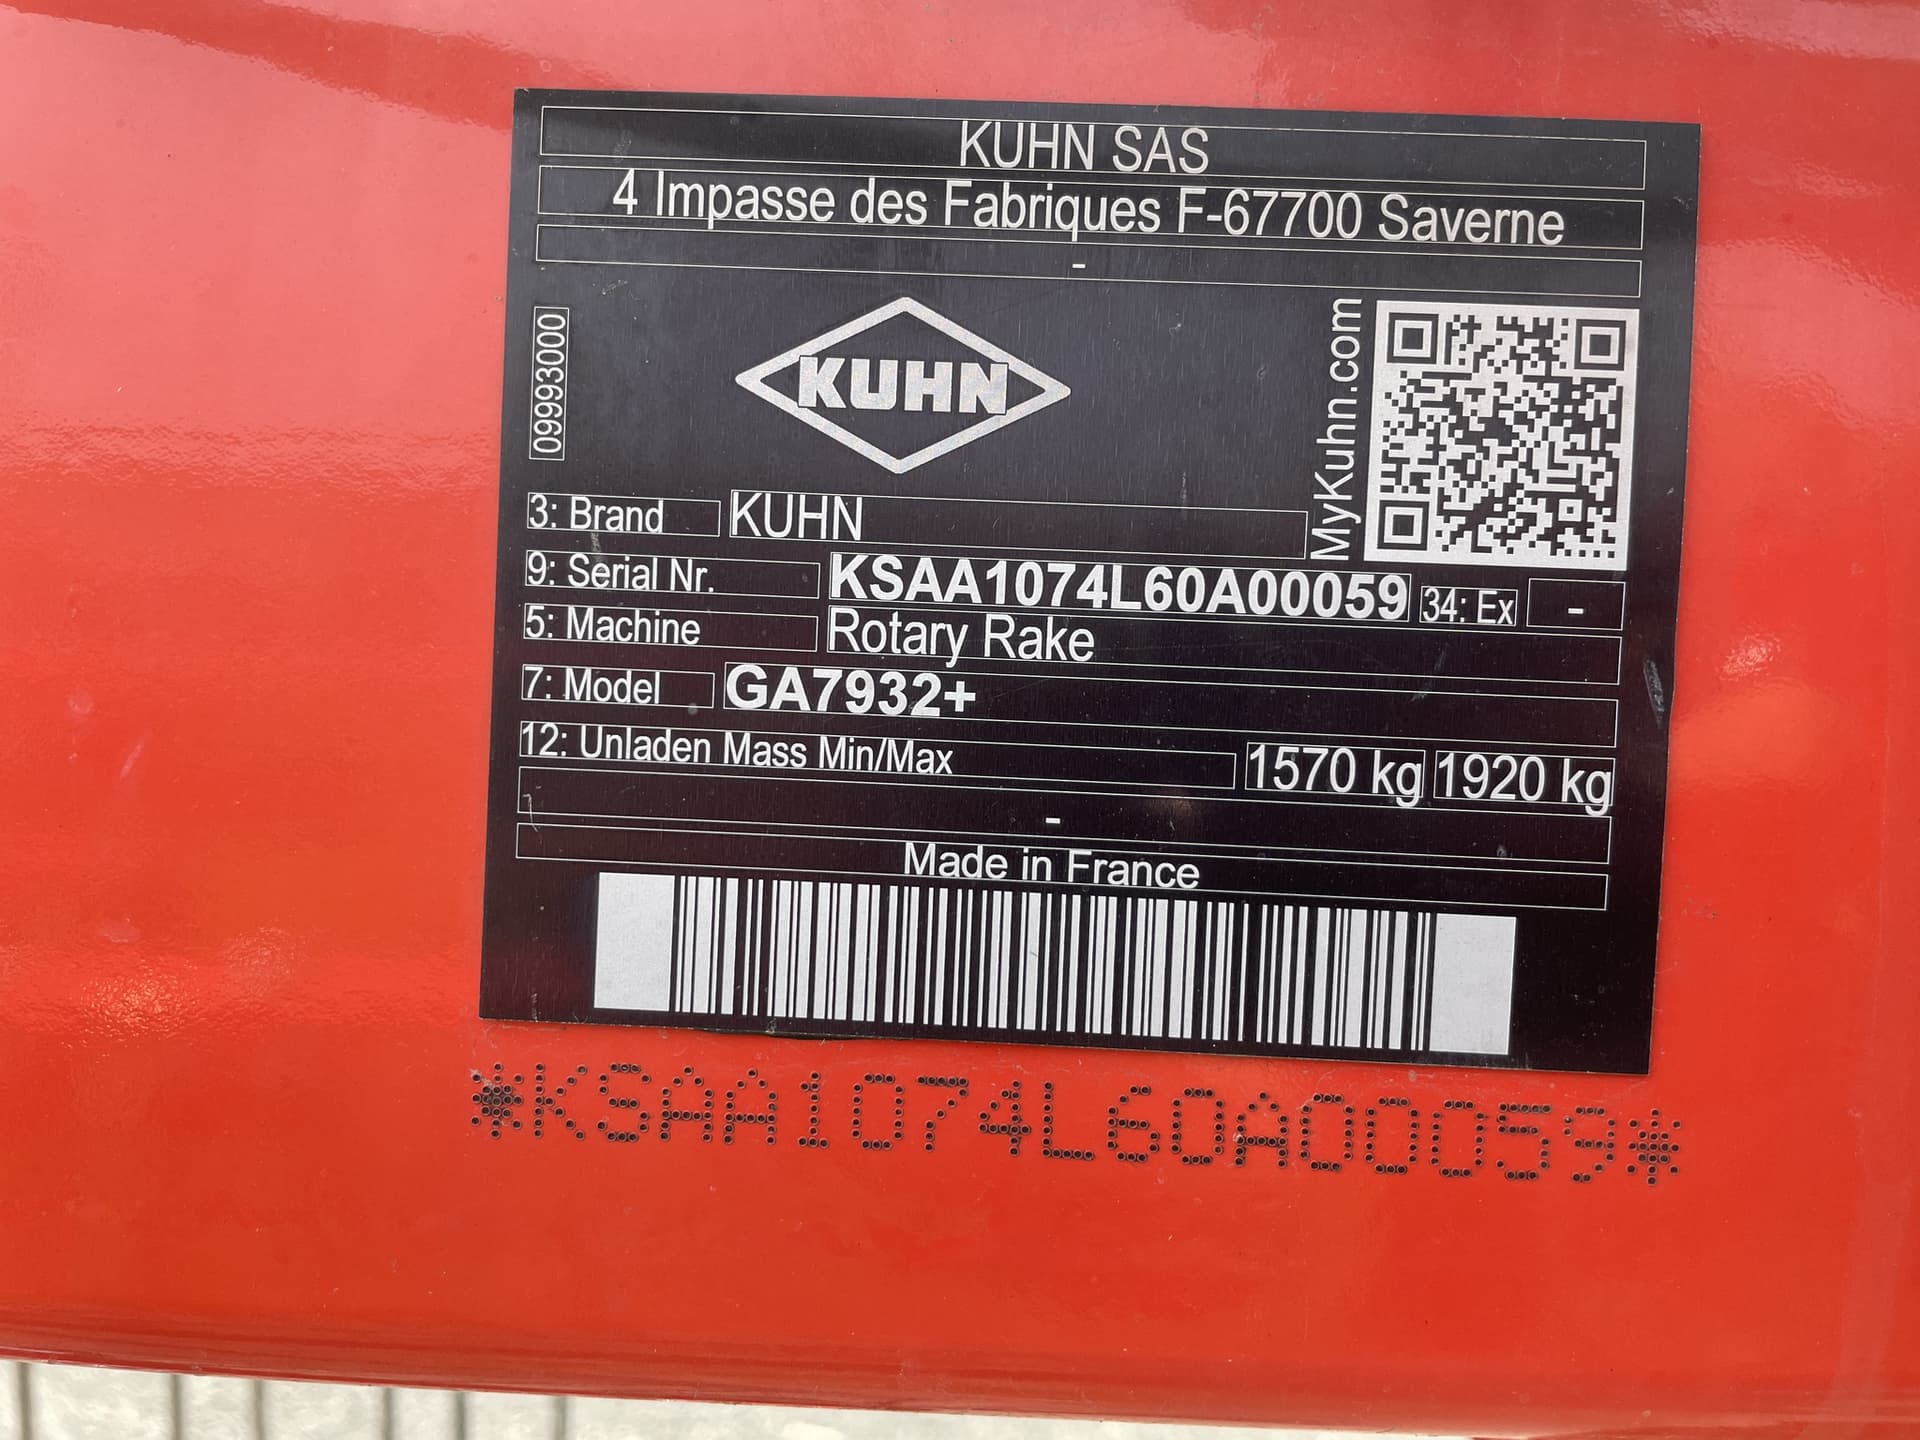 KUHN SAS
4 Impasse des Fabriques F-67700 Saverne
-
09993000
KUHN
MyKuhn.com
3: Brand KUHN
9: Serial Nr. KSAA1074L60A00059 34: Ex -
5: Machine Rotary Rake
7: Model GA7932+
12: Unladen Mass Min/Max 1570 kg 1920 kg
-
Made in France
*KSAA1074L60A00059*